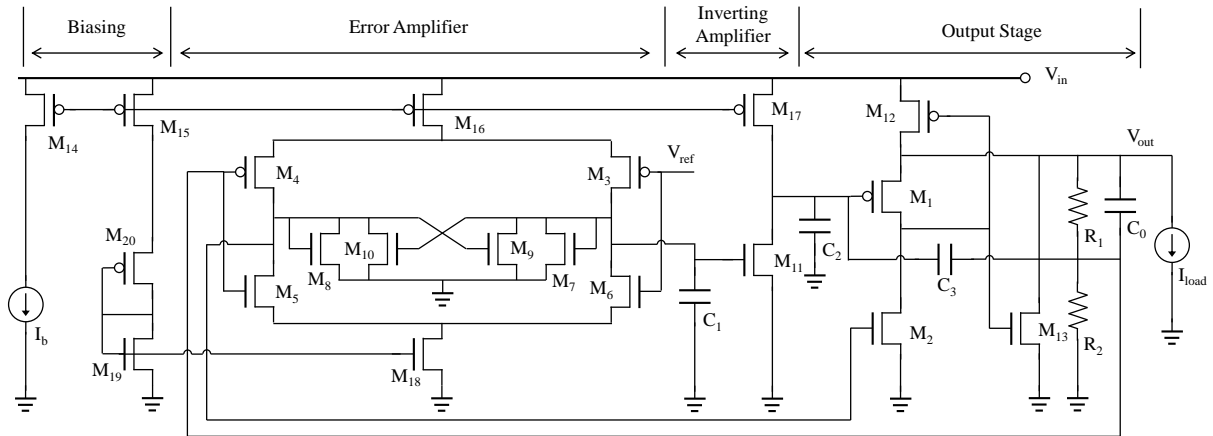 Biasing
Error Amplifier
Inverting
Amplifier
Output Stage
V_in
M_14
M_15
M_16
M_17
M_12
V_out
M_4
M_3
V_ref
M_1
R_1
C_0
M_20
M_10
M_9
M_8
M_7
C_2
M_11
C_3
I_load
M_5
M_6
C_1
M_2
M_13
R_2
I_b
M_19
M_18